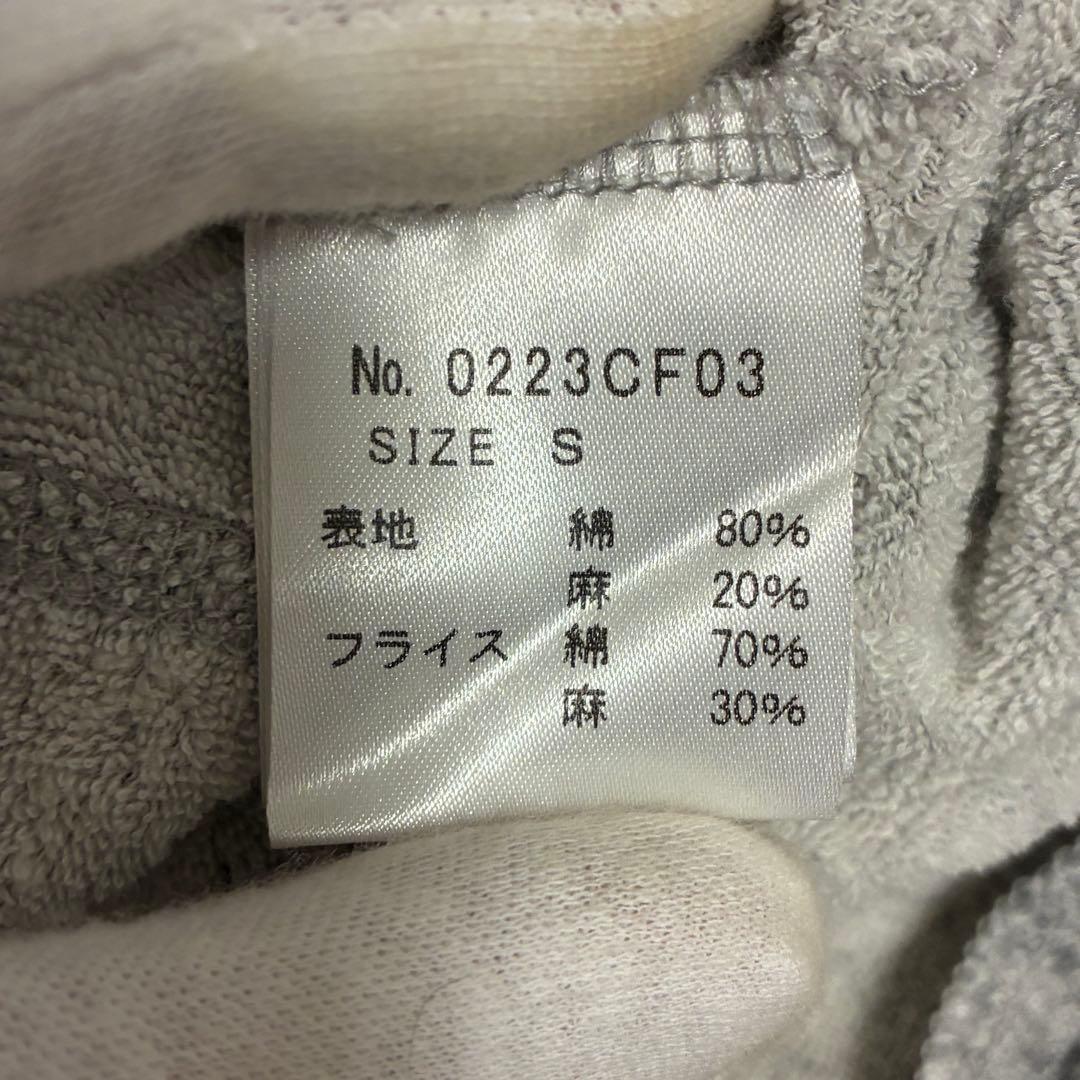 No. 0223CF03
SIZE S
表地 綿 80%
麻 20%
フライス 綿 70%
麻 30%